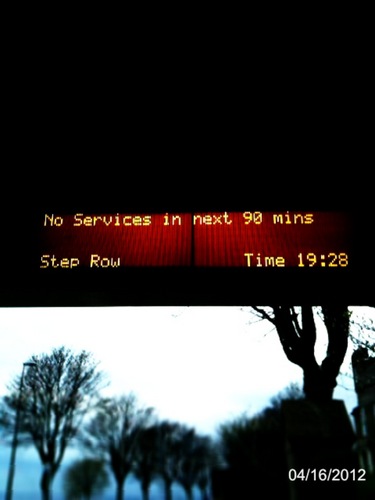 No Services in next 90 mins
Step Row Time 19:28
04/16/2012